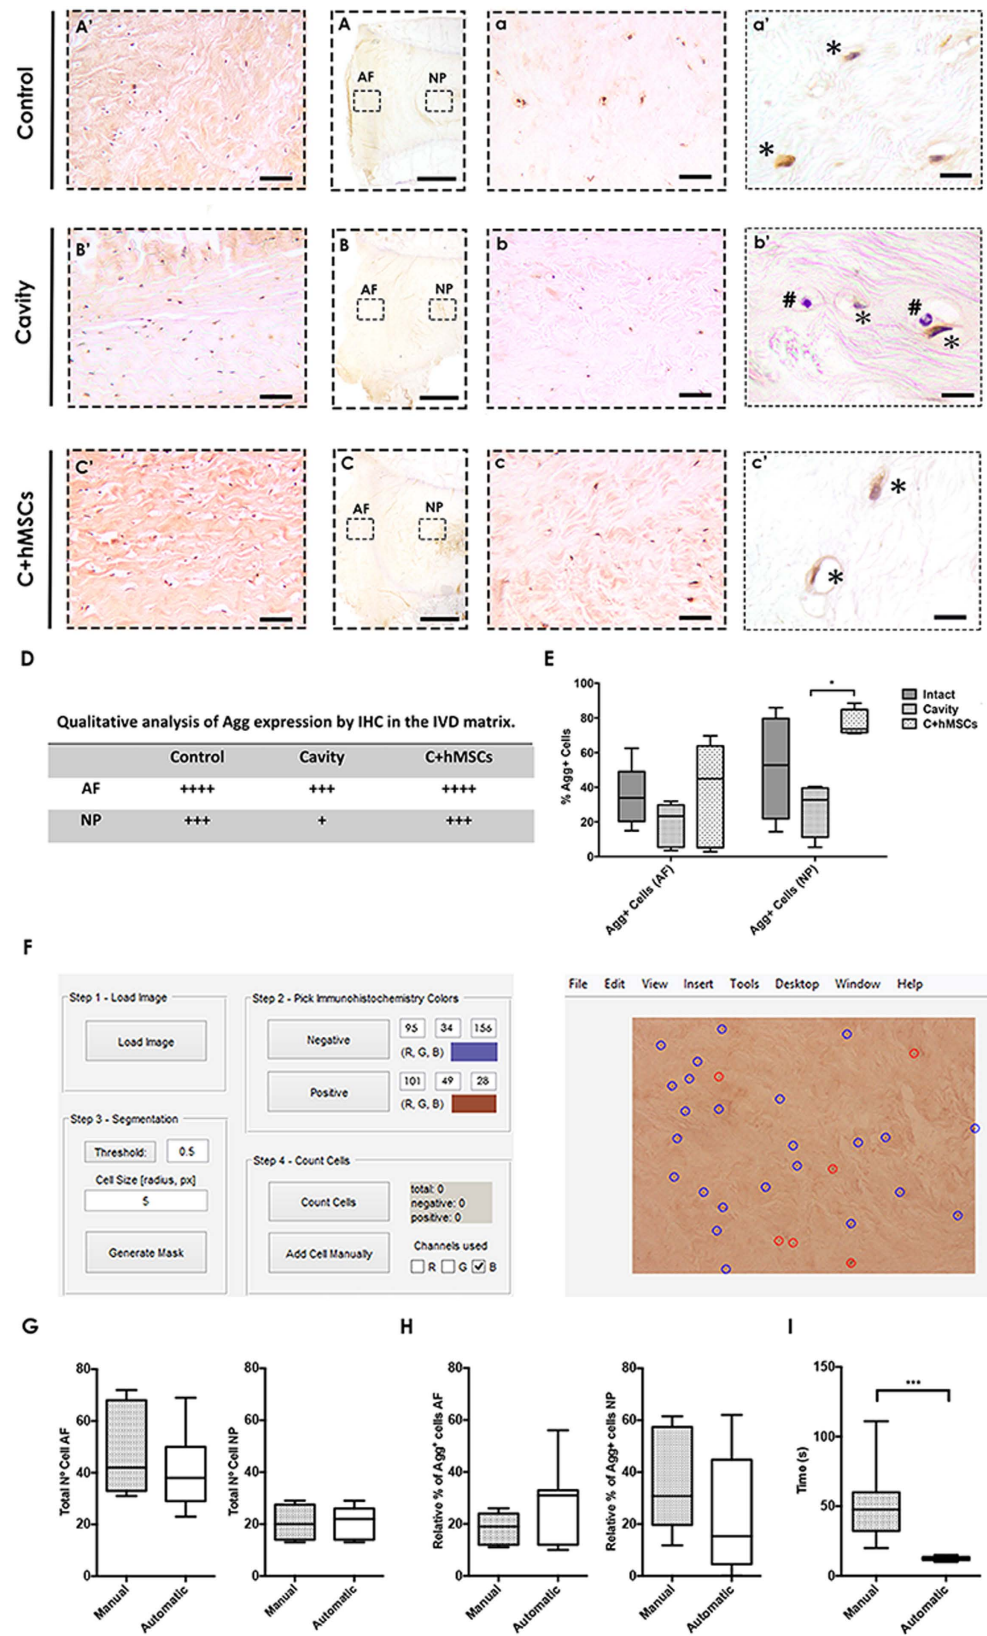 Control
A'
A
AF
NP
a
a'
*
*
Cavity
B'
B
AF
NP
b
b'
#
*
#
*
C+hMSCs
C'
C
AF
NP
c
c'
*
*
D
Qualitative analysis of Agg expression by IHC in the IVD matrix.
Control Cavity C+hMSCs
AF ++++ +++ ++++
NP +++ + +++
E
% Agg+ Cells
100
80
60
40
20
0
*
Intact
Cavity
C+hMSCs
Agg+ Cells (AF)
Agg+ Cells (NP)
F
Step 1 - Load Image
Load Image
Step 2 - Pick Immunohistochemistry Colors
Negative
95 34 156
(R, G, B)
Positive
101 49 28
(R, G, B)
Step 3 - Segmentation
Threshold: 0.5
Cell Size [radius, px]
5
Generate Mask
Step 4 - Count Cells
Count Cells
total: 0
negative: 0
positive: 0
Add Cell Manually
Channels used
R G B
File Edit View Insert Tools Desktop Window Help
G
Total Nº Cell AF
80
60
40
20
0
Manual
Automatic
Total Nº Cell NP
80
60
40
20
0
Manual
Automatic
H
Relative % of Agg+ cells AF
80
60
40
20
0
Manual
Automatic
Relative % of Agg+ cells NP
80
60
40
20
0
Manual
Automatic
I
Time (s)
150
100
50
0
***
Manual
Automatic